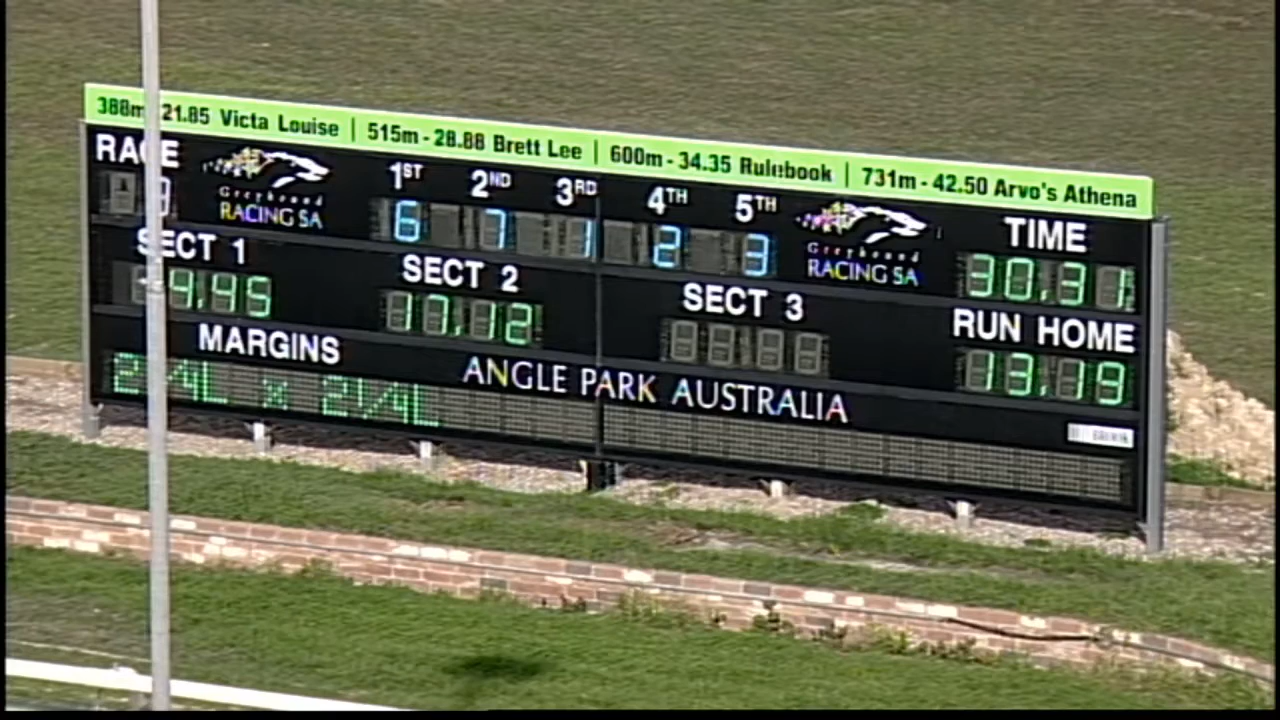 388m 21.85 Victa Louise | 515m - 28.88 Brett Lee | 600m - 34.35 Rulebook | 731m - 42.50 Arvo's Athena
RACE
Greyhound
RACING SA
1ST 2ND 3RD 4TH 5TH
6 7 1 2 3
Greyhound
RACING SA
TIME
30.31
SECT 1
4.45
SECT 2
17.12
SECT 3
RUN HOME
13.19
MARGINS
2 1/4L x 2 1/4L
ANGLE PARK AUSTRALIA